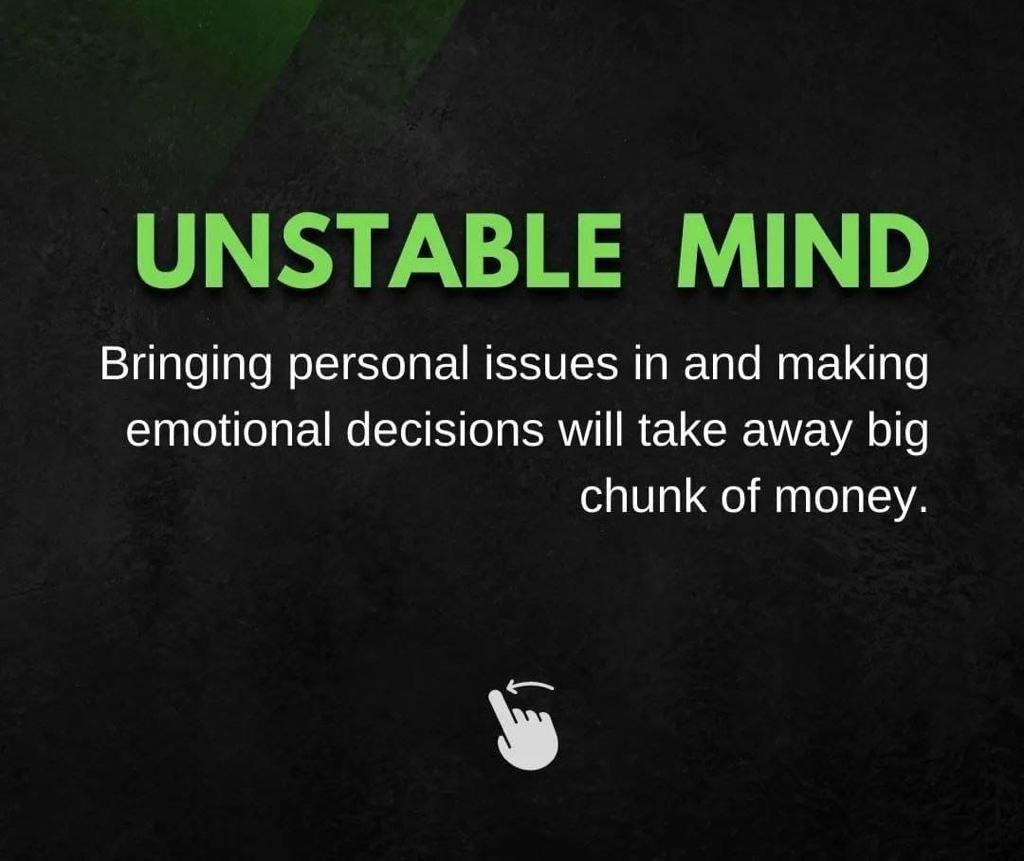 UNSTABLE MIND
Bringing personal issues in and making
emotional decisions will take away big
chunk of money.